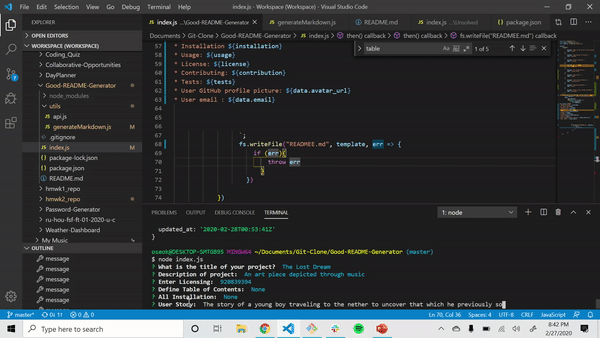 File Edit Selection View Go Run Terminal Help
index.js - Workspace (Workspace) - Visual Studio Code
EXPLORER
index.js ...\Good-README-Generator
generateMarkdown.js
README.md
index.js ...\Unsolved
package.json
OPEN EDITORS
WORKSPACE (WORKSPACE)
Coding_Quiz
Collaborative-Opportunities
DayPlanner
Good-README-Generator
node_modules
utils
api.js
generateMarkdown.js
.gitignore
index.js
package-lock.json
package.json
README.md
hmwk1_repo
hmwk2_repo
Password-Generator
ru-hou-fsf-ft-01-2020-u-c
Weather-Dashboard
My Music
OUTLINE
message
message
message
message
message
Documents > Git-Clone > Good-README-Generator > index.js > then() callback > then() callback > fs.writeFile("READMEE.md") callback
table
1 of 5
57 * Installation ${installation}
58 * Usage: ${usage}
59 * License: ${license}
60 * Contributing: ${contribution}
61 * Tests: ${tests}
62 * User GitHub profile picture: ${data.avatar_url}
63 * User email : ${data.email}
64
65
66
67 `;
68 fs.writeFile("READMEE.md", template, err => {
69 if (err){
70 throw err
71
72 })
73
74 })
PROBLEMS OUTPUT DEBUG CONSOLE TERMINAL
1: node
updated_at: '2020-02-28T00:53:41Z'
}
osmok@DESKTOP-5MTGB95 MINGW64 ~/Documents/Git-Clone/Good-README-Generator (master)
$ node index.js
? What is the title of your project? The Lost Dream
? Description of project: An art piece depicted through music
? Enter Licensing: 920839394
? Define Table of Contents: None
? All Installation: None
? User Story: The story of a young boy traveling to the nether to uncover that which he previously so
master
0↓ 1↑
0 0
Ln 70, Col 36
Spaces: 4
UTF-8
CRLF
JavaScript
Type here to search
8:42 PM
2/27/2020